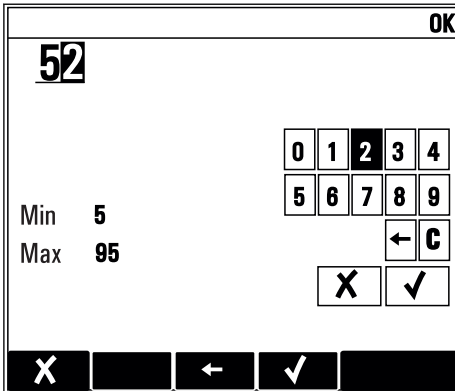 OK
52
0 1 2 3 4
5 6 7 8 9
Min 5
← C
Max 95
✗ ✓
✗ ← ✓